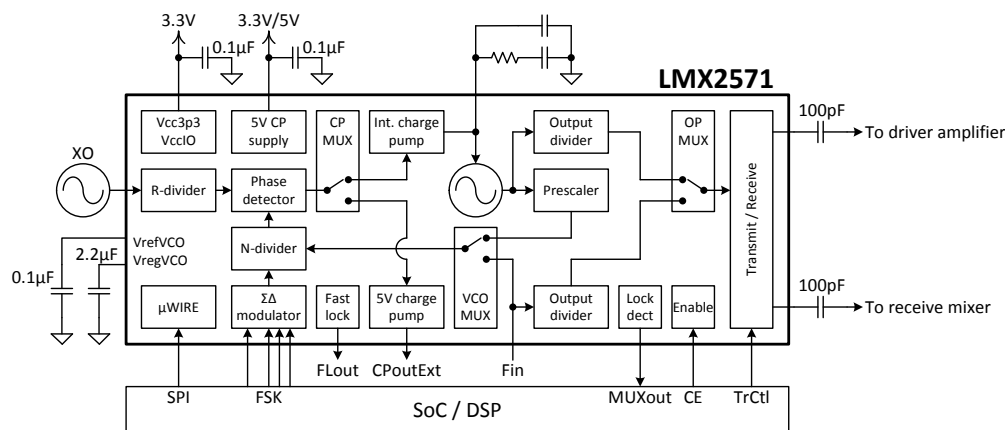 3.3V
3.3V/5V
0.1µF
0.1µF
LMX2571
100pF
To driver amplifier
Vcc3p3
VccIO
5V CP
supply
CP
MUX
Int. charge
pump
Output
divider
OP
MUX
XO
R-divider
Phase
detector
Prescaler
Transmit / Receive
VrefVCO
VregVCO
N-divider
0.1µF
2.2µF
100pF
To receive mixer
µWIRE
ΣΔ
modulator
Fast
lock
5V charge
pump
VCO
MUX
Output
divider
Lock
dect
Enable
FLout
CPoutExt
Fin
SPI
FSK
MUXout
CE
TrCtl
SoC / DSP